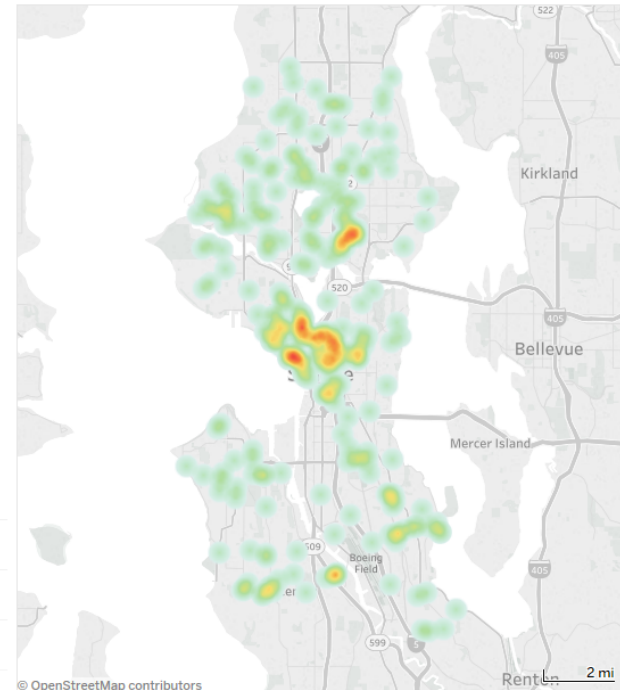 522
405
Kirkland
2
520
405
Bellevue
Mercer Island
509
Boeing
Field
405
599
5
Renton
2 mi
© OpenStreetMap contributors